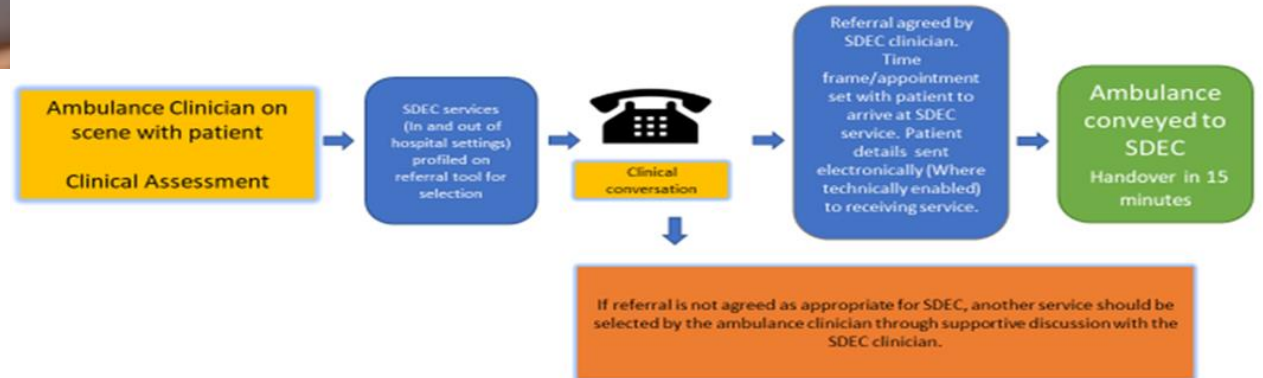 Ambulance Clinician on
scene with patient
Clinical Assessment
SDEC services
(In and out of
hospital settings)
profiled on
referral tool for
selection
Clinical
conversation
Referral agreed by
SDEC clinician.
Time
frame/appointment
set with patient to
arrive at SDEC
service. Patient
details sent
electronically (Where
technically enabled)
to receiving service.
Ambulance
conveyed to
SDEC
Handover in 15
minutes
If referral is not agreed as appropriate for SDEC, another service should be
selected by the ambulance clinician through supportive discussion with the
SDEC clinician.